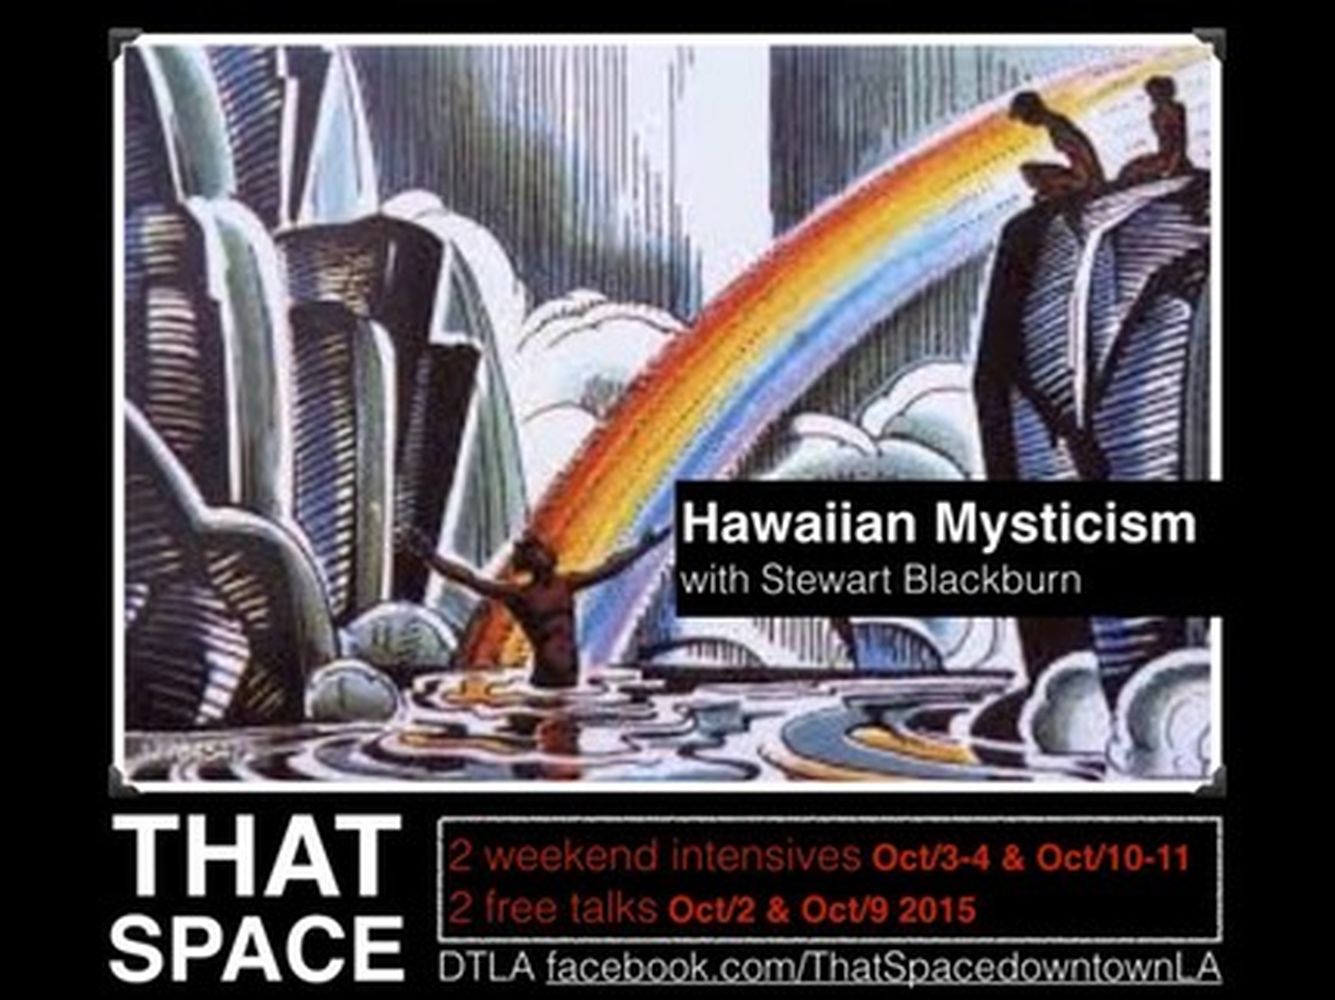 Hawaiian Mysticism
with Stewart Blackburn
THAT
SPACE
2 weekend intensives Oct/3-4 & Oct/10-11
2 free talks Oct/2 & Oct/9 2015
DTLA facebook.com/ThatSpacedowntownLA